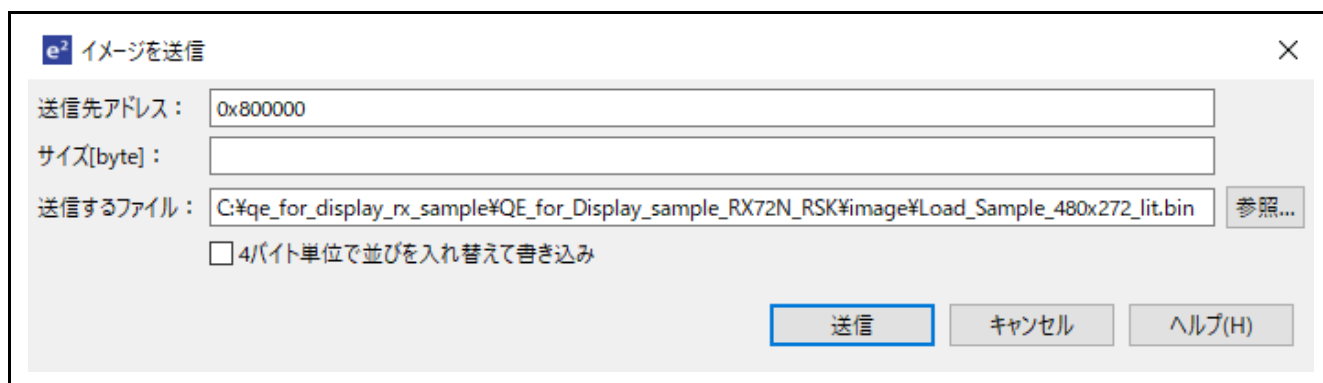 e² イメージを送信
送信先アドレス： 0x800000
サイズ[byte]：
送信するファイル： C:¥qe_for_display_rx_sample¥QE_for_Display_sample_RX72N_RSK¥image¥Load_Sample_480x272_lit.bin 参照...
4バイト単位で並びを入れ替えて書き込み
送信 キャンセル ヘルプ(H)